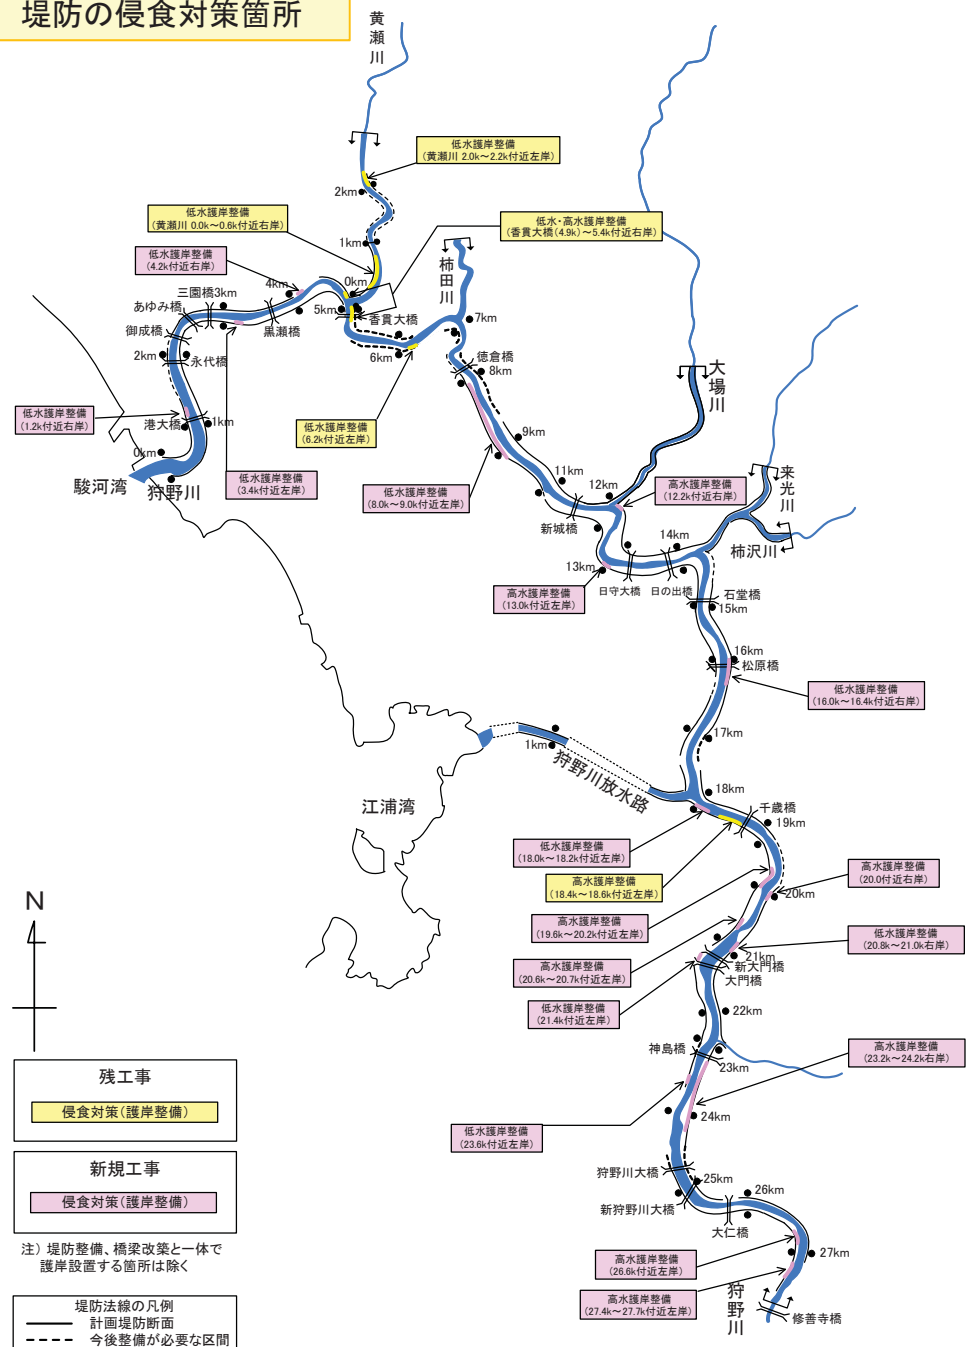 堤防の侵食対策箇所
黄瀬川
低水護岸整備
(黄瀬川 2.0k～2.2k付近左岸)
2km
低水護岸整備
(黄瀬川 0.0k～0.6k付近右岸)
低水・高水護岸整備
(香貫大橋(4.9k)～5.4k付近右岸)
1km
低水護岸整備
(4.2k付近右岸)
柿田川
4km
0km
三園橋3km
あゆみ橋
5km
香貫大橋
7km
御成橋
黒瀬橋
6km
徳倉橋
8km
2km
永代橋
大場川
低水護岸整備
(1.2k付近右岸)
港大橋
1km
低水護岸整備
(6.2k付近左岸)
9km
0km
11km
来光川
駿河湾
狩野川
低水護岸整備
(3.4k付近左岸)
低水護岸整備
(8.0k～9.0k付近左岸)
12km
高水護岸整備
(12.2k付近右岸)
新城橋
14km
柿沢川
13km
日守大橋
日の出橋
高水護岸整備
(13.0k付近左岸)
石堂橋
15km
16km
松原橋
低水護岸整備
(16.0k～16.4k付近右岸)
17km
1km
狩野川放水路
18km
江浦湾
千歳橋
19km
低水護岸整備
(18.0k～18.2k付近左岸)
高水護岸整備
(18.4k～18.6k付近左岸)
高水護岸整備
(20.0付近右岸)
20km
高水護岸整備
(19.6k～20.2k付近左岸)
低水護岸整備
(20.8k～21.0k右岸)
高水護岸整備
(20.6k～20.7k付近左岸)
21km
新大門橋
大門橋
低水護岸整備
(21.4k付近左岸)
22km
N
神島橋
23km
高水護岸整備
(23.2k～24.2k右岸)
24km
低水護岸整備
(23.6k付近左岸)
狩野川大橋
25km
新狩野川大橋
26km
大仁橋
27km
高水護岸整備
(26.6k付近左岸)
高水護岸整備
(27.4k～27.7k付近左岸)
狩野川
修善寺橋
残工事
侵食対策(護岸整備)
新規工事
侵食対策(護岸整備)
注) 堤防整備、橋梁改築と一体で
護岸設置する箇所は除く
堤防法線の凡例
計画堤防断面
今後整備が必要な区間